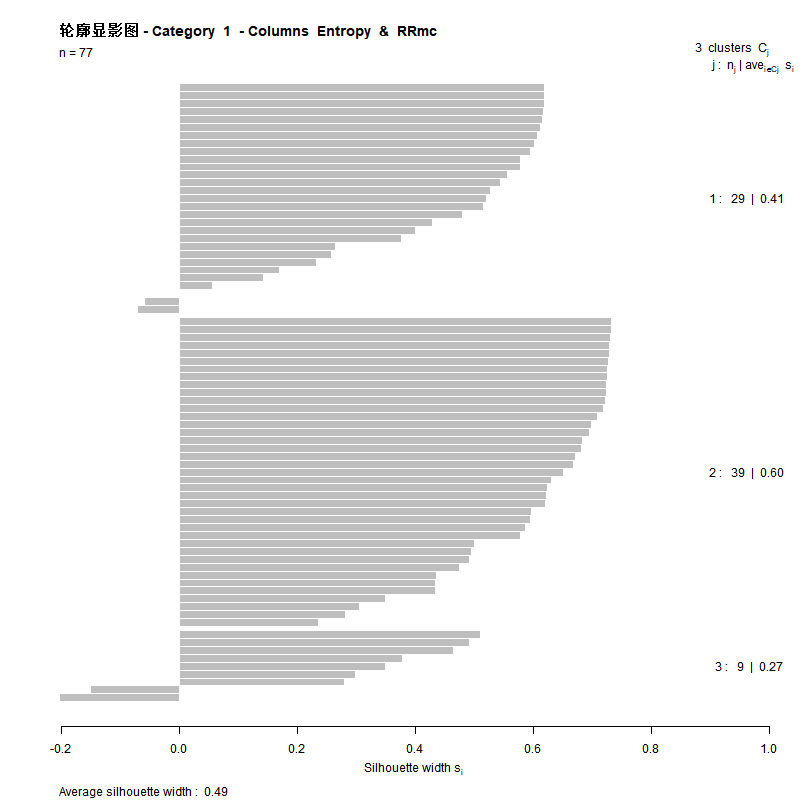 轮廓显影图 - Category 1 - Columns Entropy & RRmc
n = 77
3 clusters Cj
j : nj | avei∈Cj si
1 : 29 | 0.41
2 : 39 | 0.60
3 : 9 | 0.27
-0.2 0.0 0.2 0.4 0.6 0.8 1.0
Silhouette width si
Average silhouette width : 0.49